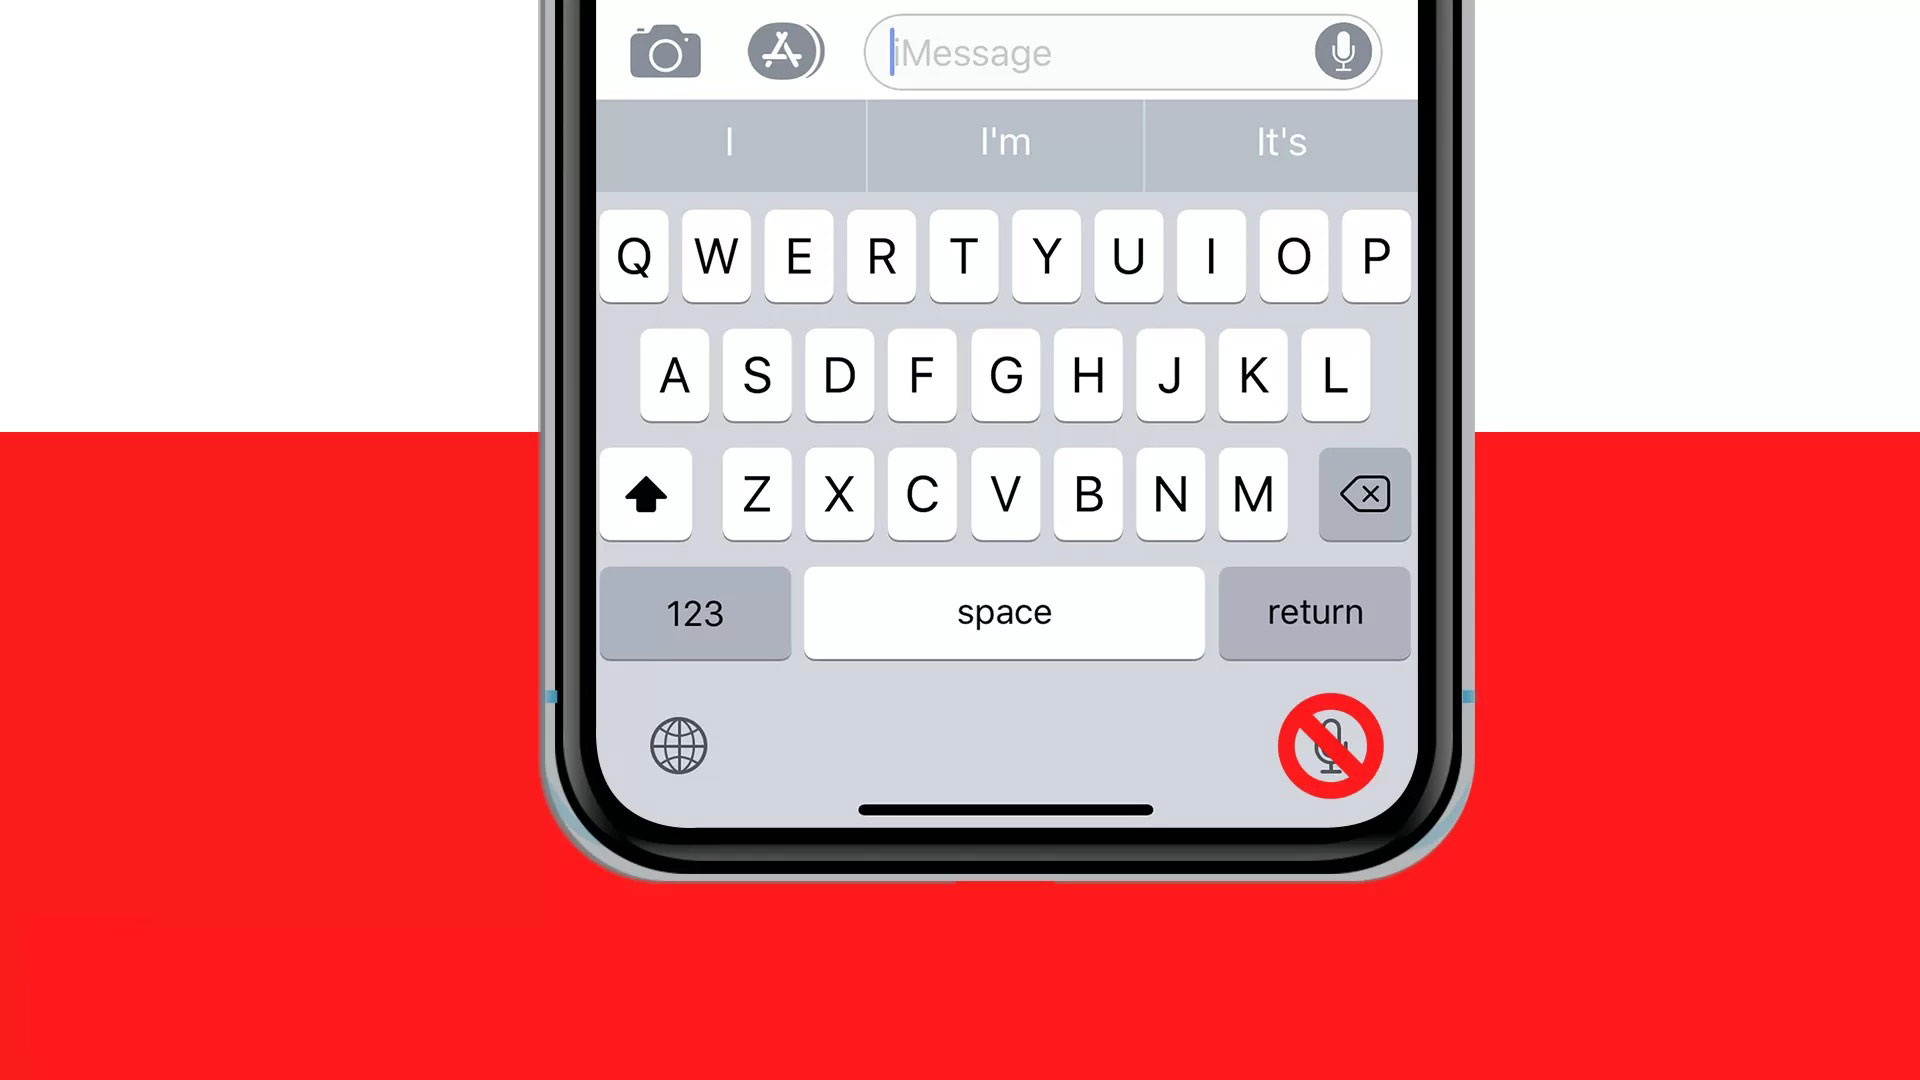 iMessage
I I'm It's
Q W E R T Y U I O P
A S D F G H J K L
Z X C V B N M
123 space return